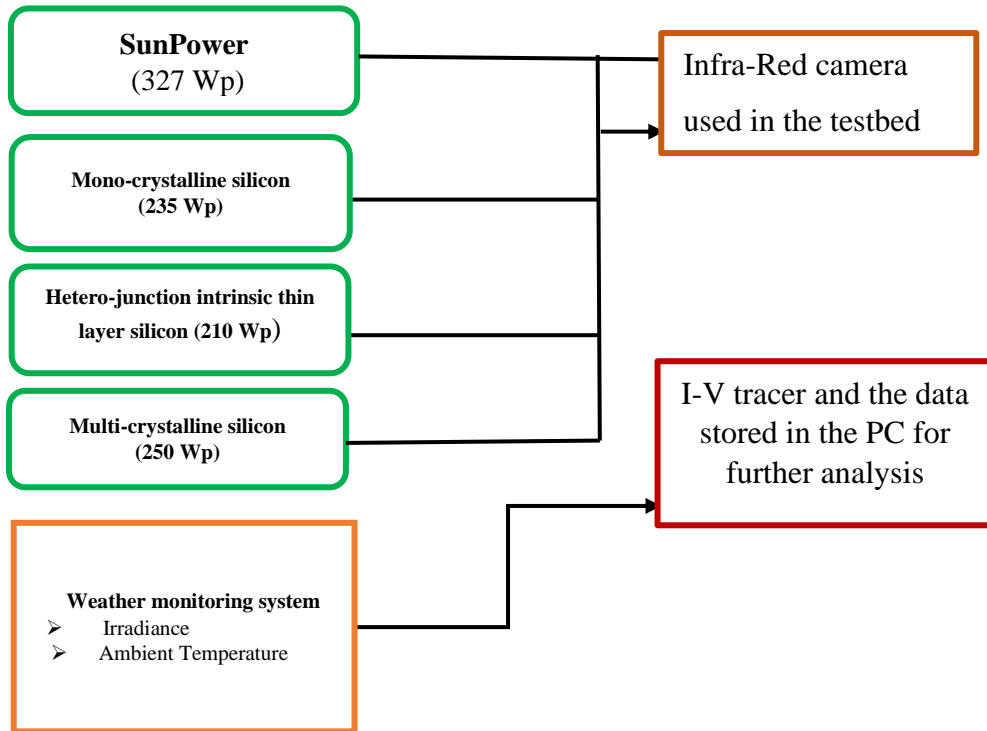 SunPower
(327 Wp)
Mono-crystalline silicon
(235 Wp)
Hetero-junction intrinsic thin
layer silicon (210 Wp)
Multi-crystalline silicon
(250 Wp)
Weather monitoring system
➢ Irradiance
➢ Ambient Temperature
Infra-Red camera
used in the testbed
I-V tracer and the data
stored in the PC for
further analysis